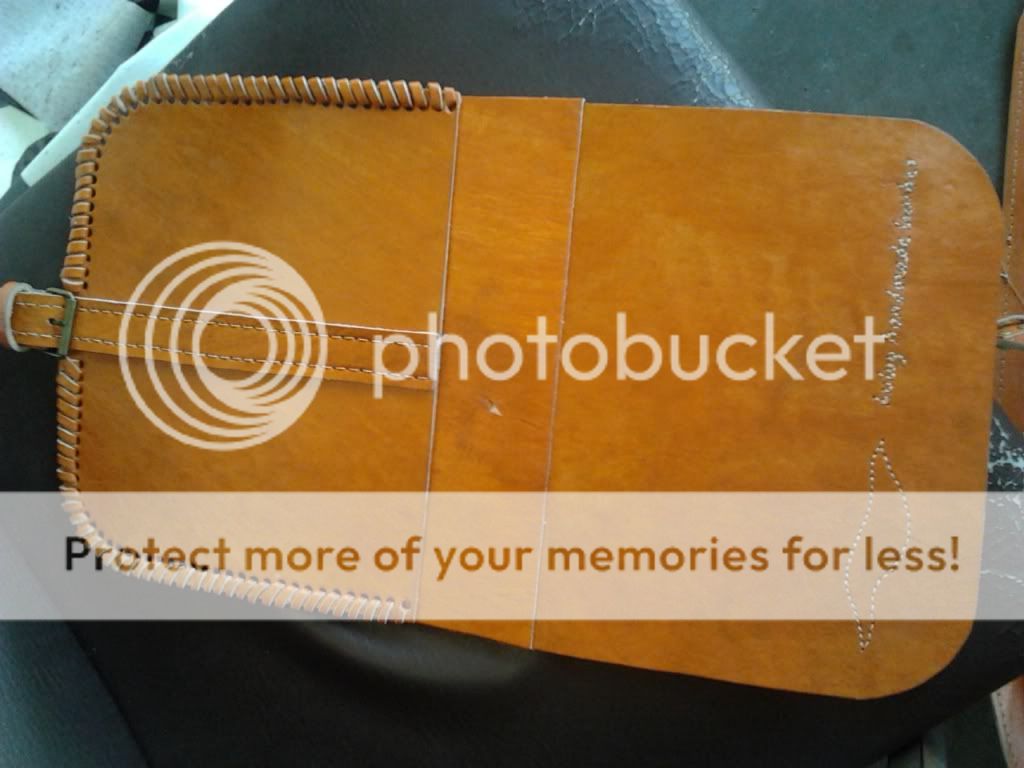 photobucket
Protect more of your memories for less!